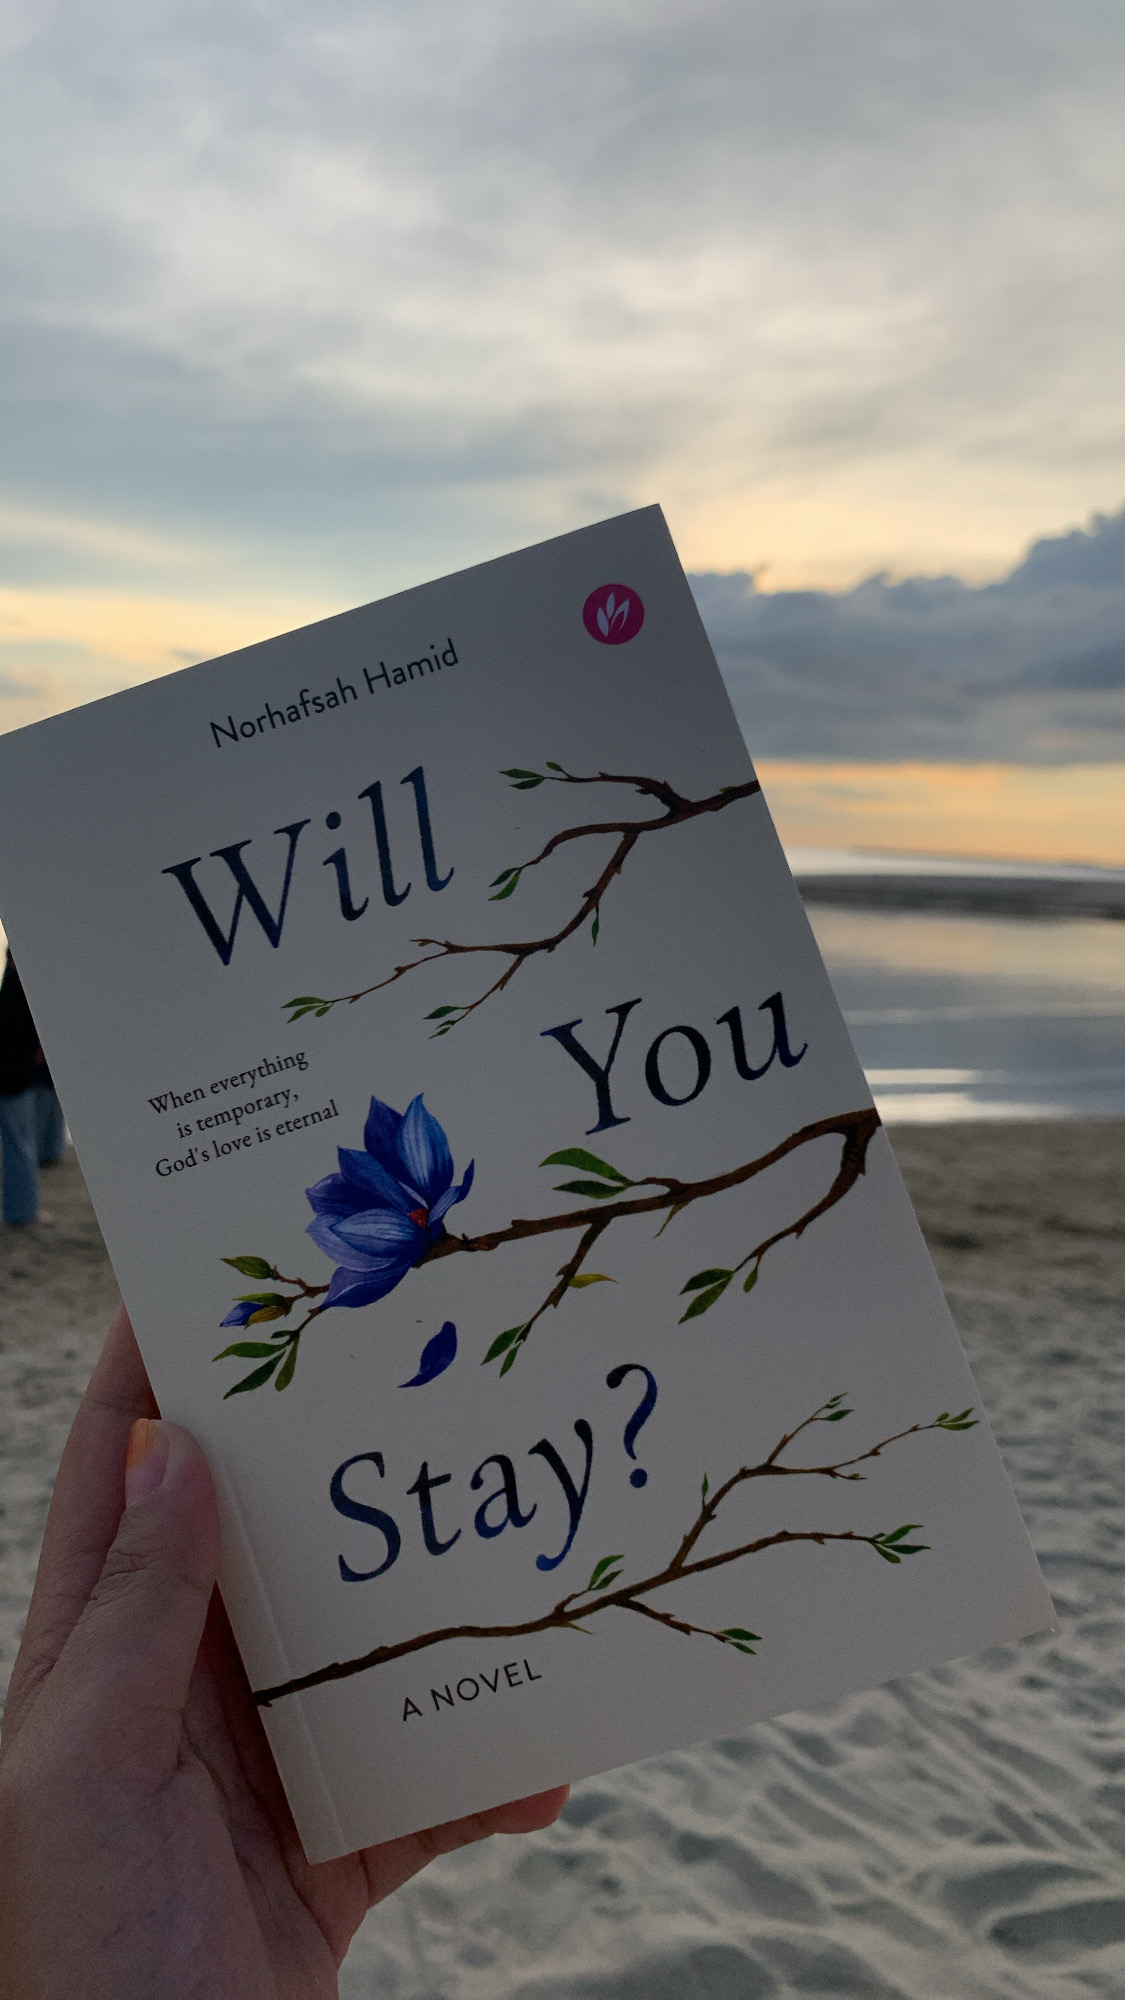 Norhafsah Hamid
Will
You
When everything
is temporary,
God's love is eternal
Stay?
A NOVEL